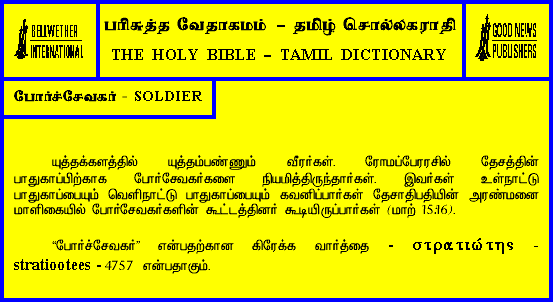 BELLWETHER
INTERNATIONAL
பரிசுத்த வேதாகமம் – தமிழ் சொல்லகராதி
THE HOLY BIBLE – TAMIL DICTIONARY
GOOD NEWS
PUBLISHERS
போர்ச்சேவகர் - SOLDIER
யுத்தக்களத்தில் யுத்தம்பண்ணும் வீரர்கள். ரோமப்பேரரசில் தேசத்தின்
பாதுகாப்பிற்காக போர்சேவகர்களை நியமித்திருந்தார்கள். இவர்கள் உள்நாட்டு
பாதுகாப்பையும் வெளிநாட்டு பாதுகாப்பையும் கவனிப்பார்கள் தேசாதிபதியின் அரண்மனை
மாளிகையில் போர்சேவகர்களின் கூட்டத்தினர் கூடியிருப்பார்கள் (மாற் 15:16).
“போர்ச்சேவகர்” என்பதற்கான கிரேக்க வார்த்தை - στρατιώτης -
stratiootees - 4757 என்பதாகும்.